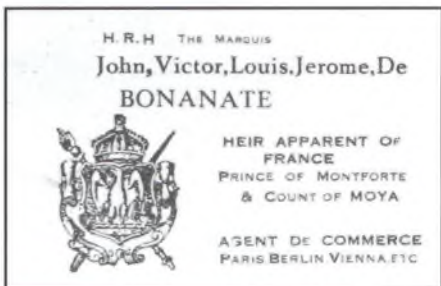 H.R.H THE MARQUIS
John,Victor,Louis.Jerome,De
BONANATE
HEIR APPARENT OF
FRANCE
PRINCE OF MONTFORTE
& COUNT OF MOYA
AGENT DE COMMERCE
PARIS BERLIN VIENNA.ETC